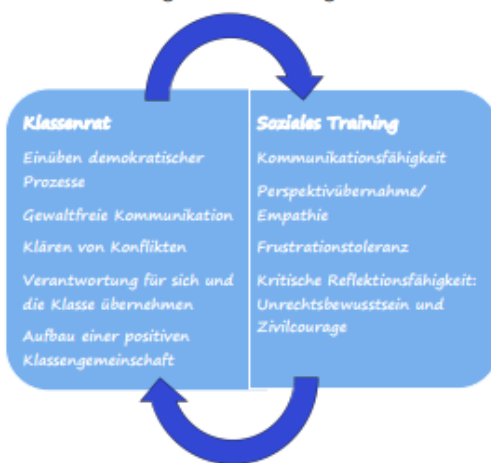 Klassenrat
Einüben demokratischer
Prozesse
Gewaltfreie Kommunikation
Klären von Konflikten
Verantwortung für sich und
die Klasse übernehmen
Aufbau einer positiven
Klassengemeinschaft
Soziales Training
Kommunikationsfähigkeit
Perspektivübernahme/
Empathie
Frustrationstoleranz
Kritische Reflektionsfähigkeit:
Unrechtsbewusstsein und
Zivilcourage